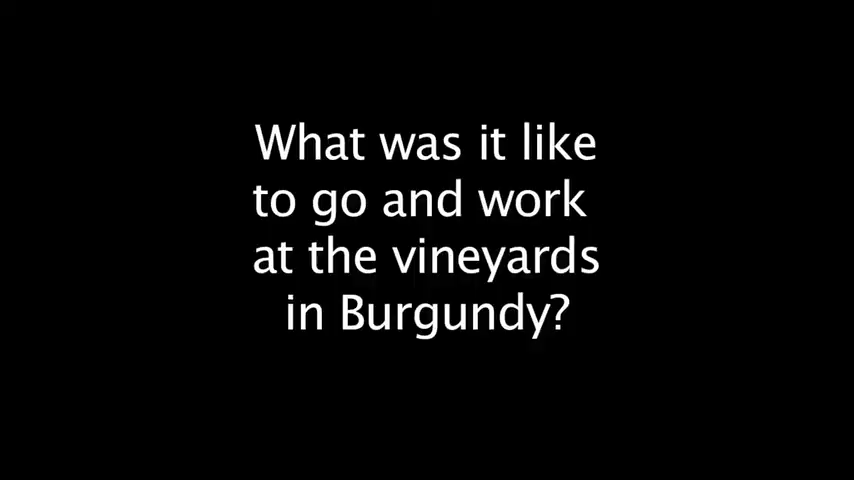 What was it like
to go and work
at the vineyards
in Burgundy?